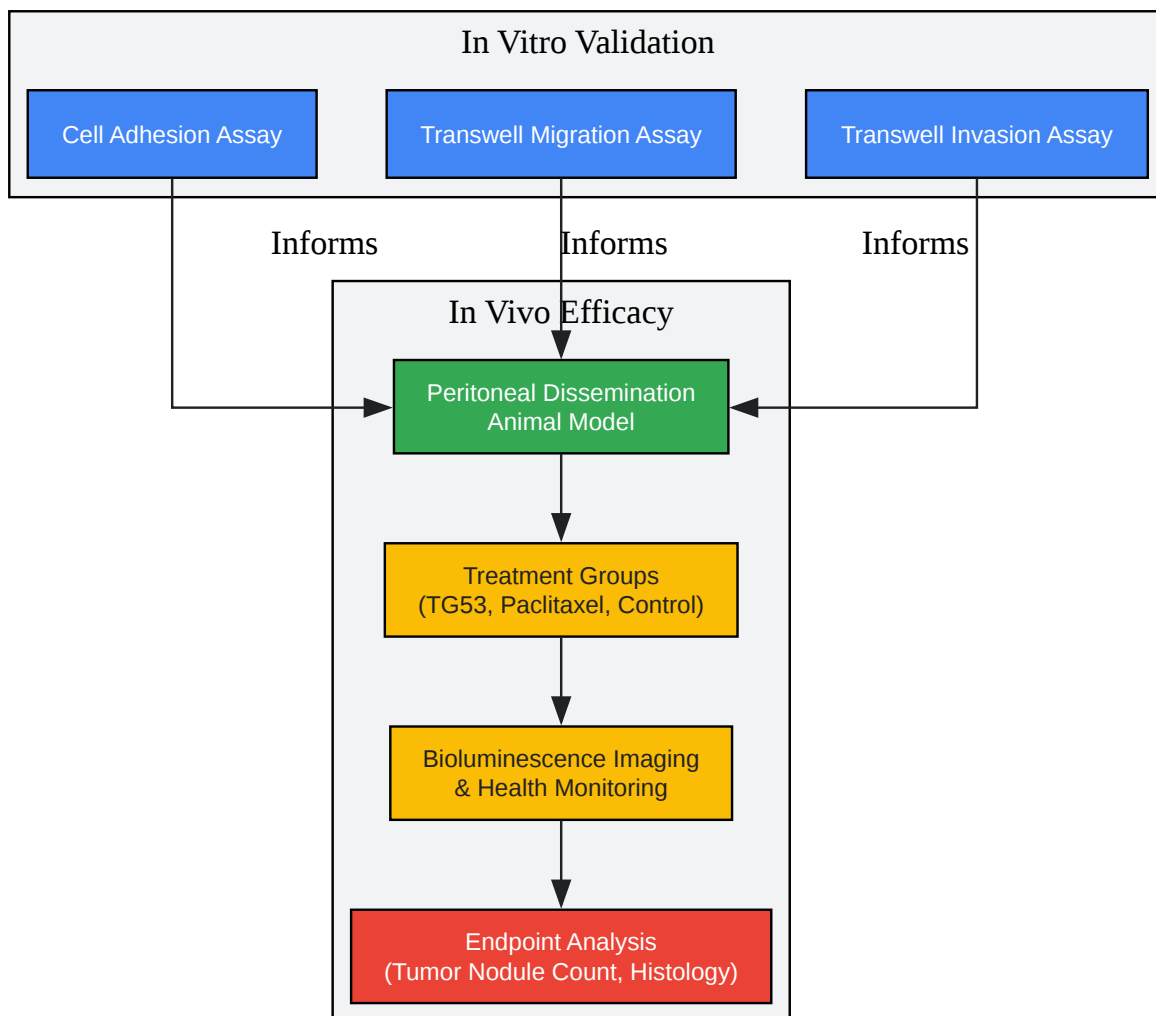 In Vitro Validation
Cell Adhesion Assay
Transwell Migration Assay
Transwell Invasion Assay
Informs
Informs
Informs
In Vivo Efficacy
Peritoneal Dissemination
Animal Model
Treatment Groups
(TG53, Paclitaxel, Control)
Bioluminescence Imaging
& Health Monitoring
Endpoint Analysis
(Tumor Nodule Count, Histology)